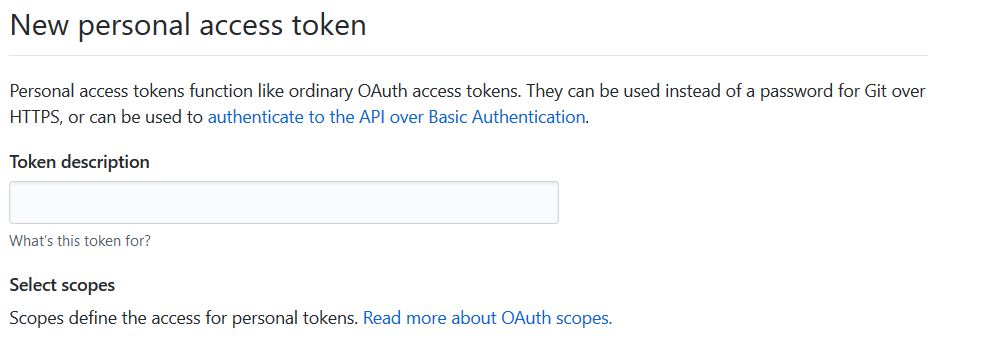 New personal access token
Personal access tokens function like ordinary OAuth access tokens. They can be used instead of a password for Git over
HTTPS, or can be used to authenticate to the API over Basic Authentication.
Token description
What's this token for?
Select scopes
Scopes define the access for personal tokens. Read more about OAuth scopes.